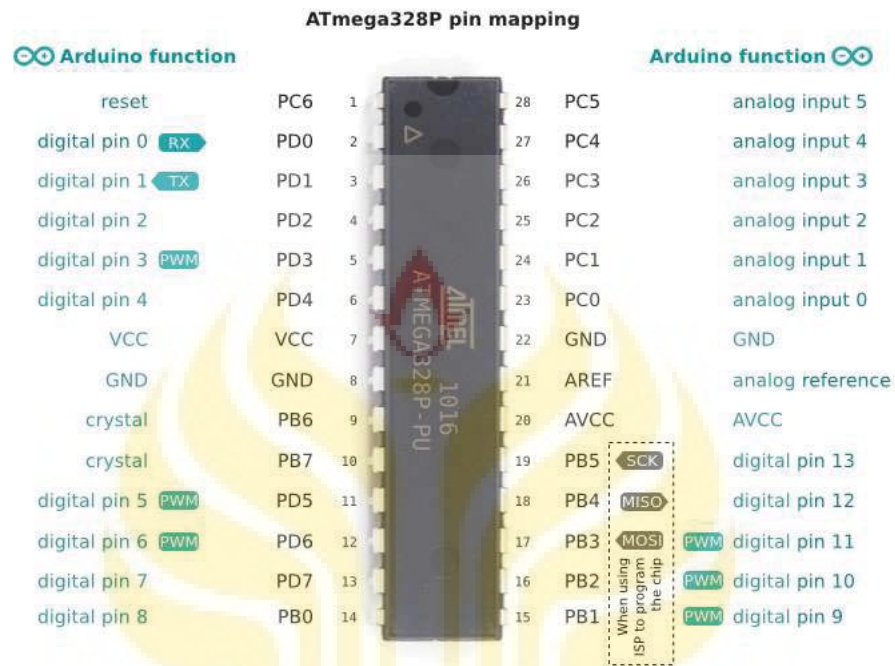 ATmega328P pin mapping
Arduino function Arduino function
reset PC6 1 28 PC5 analog input 5
digital pin 0 RX PD0 2 27 PC4 analog input 4
digital pin 1 TX PD1 3 26 PC3 analog input 3
digital pin 2 PD2 4 25 PC2 analog input 2
digital pin 3 PWM PD3 5 24 PC1 analog input 1
digital pin 4 PD4 6 23 PC0 analog input 0
VCC VCC 7 22 GND GND
GND GND 8 21 AREF analog reference
crystal PB6 9 20 AVCC AVCC
crystal PB7 10 19 PB5 SCK digital pin 13
digital pin 5 PWM PD5 11 18 PB4 MISO digital pin 12
digital pin 6 PWM PD6 12 17 PB3 MOSI PWM digital pin 11
digital pin 7 PD7 13 16 PB2 PWM digital pin 10
digital pin 8 PB0 14 15 PB1 PWM digital pin 9
When using
ISP to program
the chip
ATMEL 1016
ATMEGA328P-PU